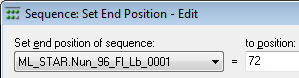 Sequence: Set End Position - Edit
Set end position of sequence: to position:
ML_STAR.Nun_96_Fl_Lb_0001 = 72